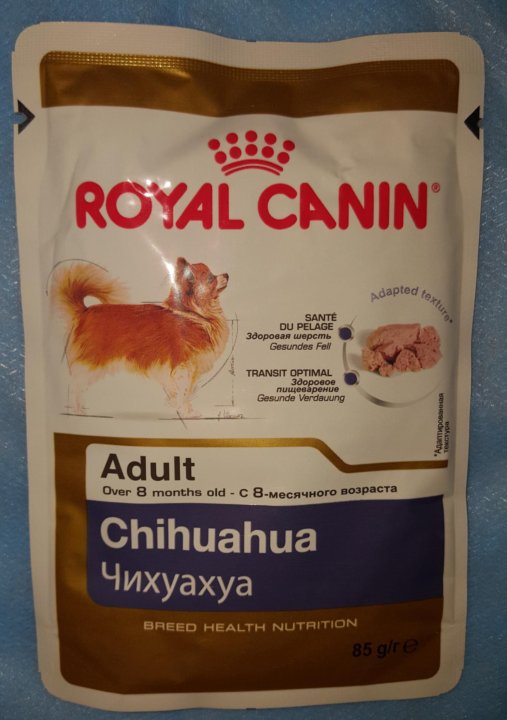 ROYAL CANIN®
Adapted texture*
SANTÉ
DU PELAGE
Здоровая шерсть
Gesundes Fell
TRANSIT OPTIMAL
Здоровое
пищеварение
Gesunde Verdauung
*Адаптированная
текстура
Adult
Over 8 months old - С 8-месячного возраста
Chihuahua
Чихуахуа
BREED HEALTH NUTRITION
85 g/г ℮